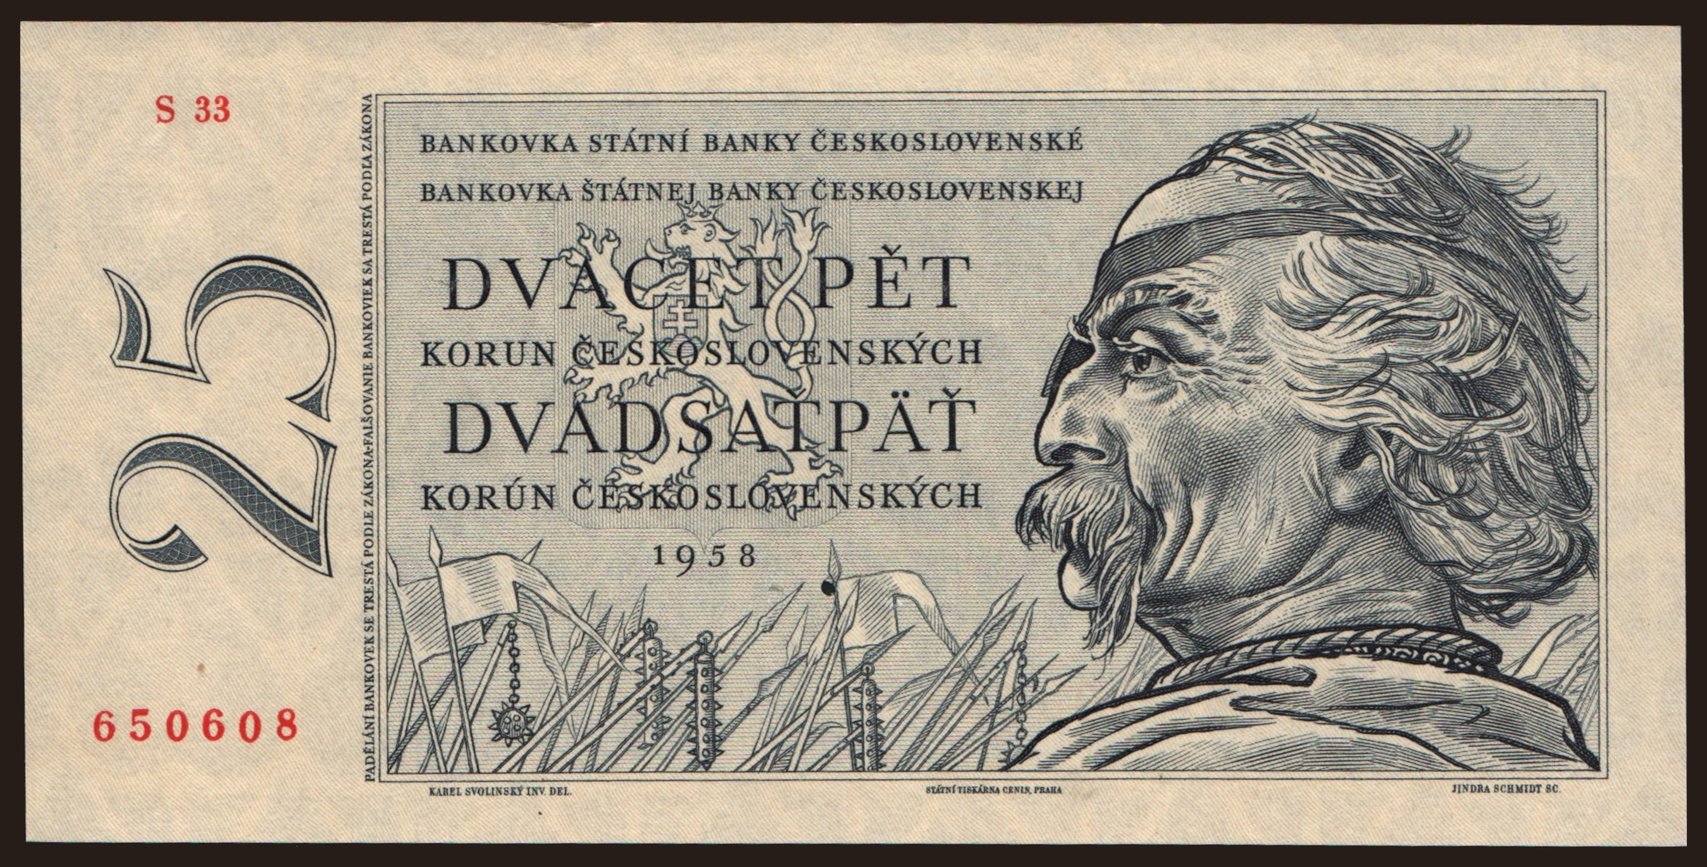 S 33
BANKOVKA STÁTNÍ BANKY ČESKOSLOVENSKÉ
BANKOVKA ŠTÁTNEJ BANKY ČESKOSLOVENSKEJ
DVACET PĚT
KORUN ČESKOSLOVENSKÝCH
DVADSAŤPÄŤ
KORÚN ČESKOSLOVENSKÝCH
1958
25
650608
PADĚLÁNÍ BANKOVEK SE TRESTÁ PODLE ZÁKONA-FALŠOVANIE BANKOVIEK SA TRESTÁ PODĽA ZÁKONA
KAREL SVOLINSKÝ INV. DEL.
STÁTNÍ TISKÁRNA CENIN, PRAHA
JINDRA SCHMIDT SC.